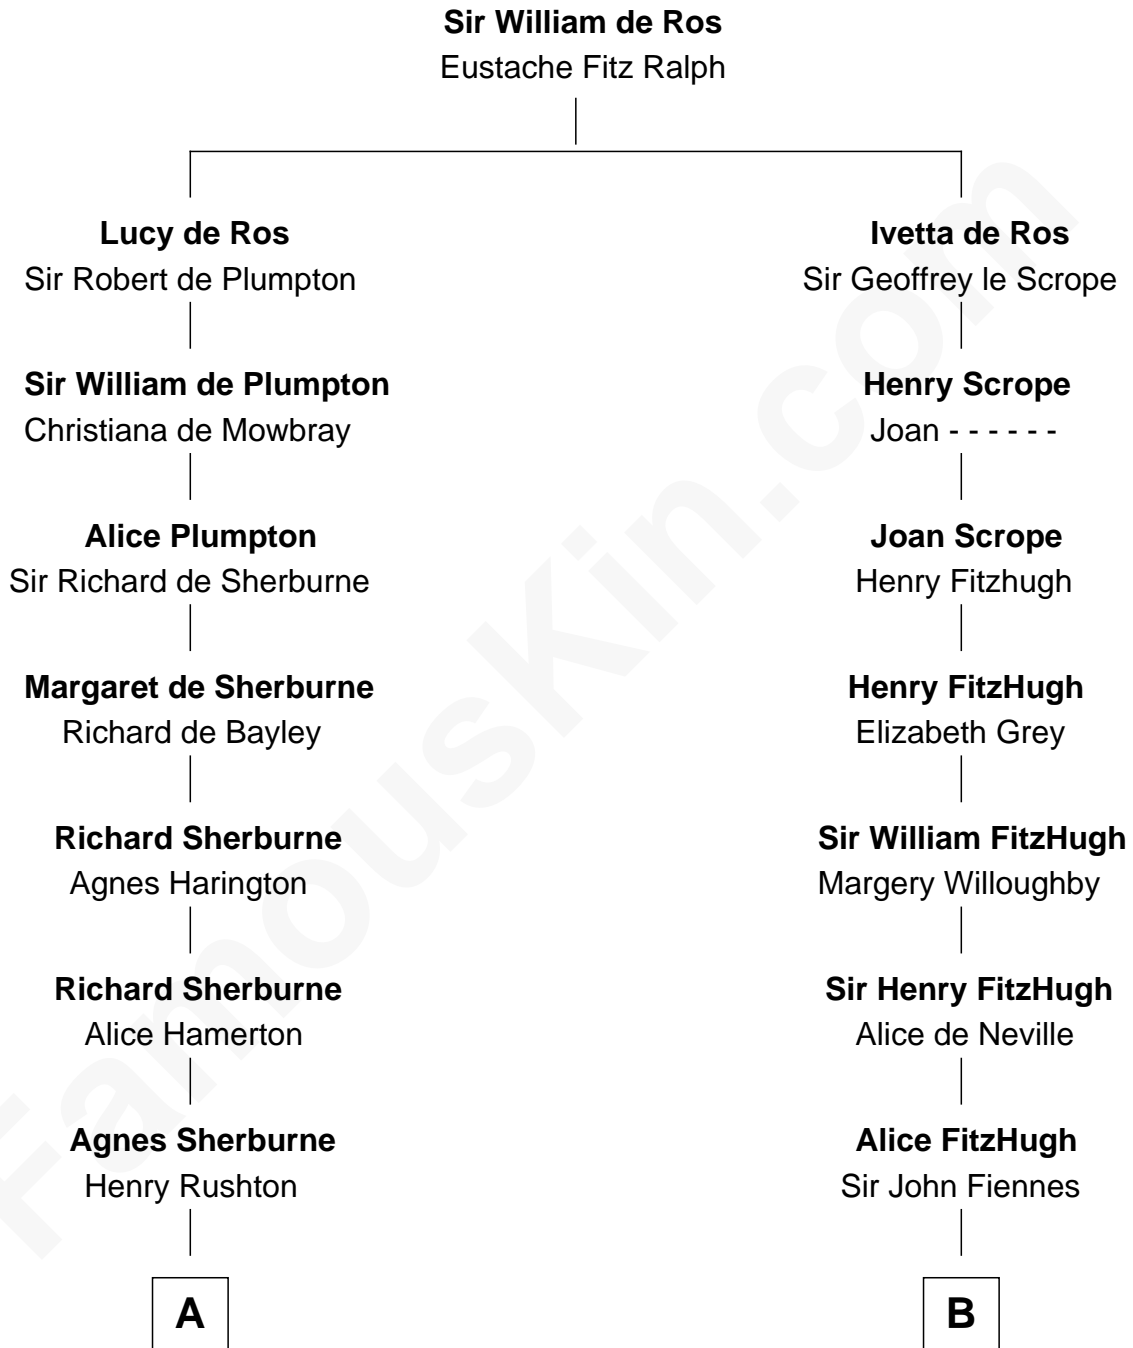 Sir William de Ros
Eustache Fitz Ralph
Lucy de Ros
Sir Robert de Plumpton
Ivetta de Ros
Sir Geoffrey le Scrope
Sir William de Plumpton
Christiana de Mowbray
Henry Scrope
Joan - - - - - -
Alice Plumpton
Sir Richard de Sherburne
Joan Scrope
Henry Fitzhugh
Margaret de Sherburne
Richard de Bayley
Henry FitzHugh
Elizabeth Grey
Richard Sherburne
Agnes Harington
Sir William FitzHugh
Margery Willoughby
Richard Sherburne
Alice Hamerton
Sir Henry FitzHugh
Alice de Neville
Agnes Sherburne
Henry Rushton
Alice FitzHugh
Sir John Fiennes
A
B
FamousKin.com